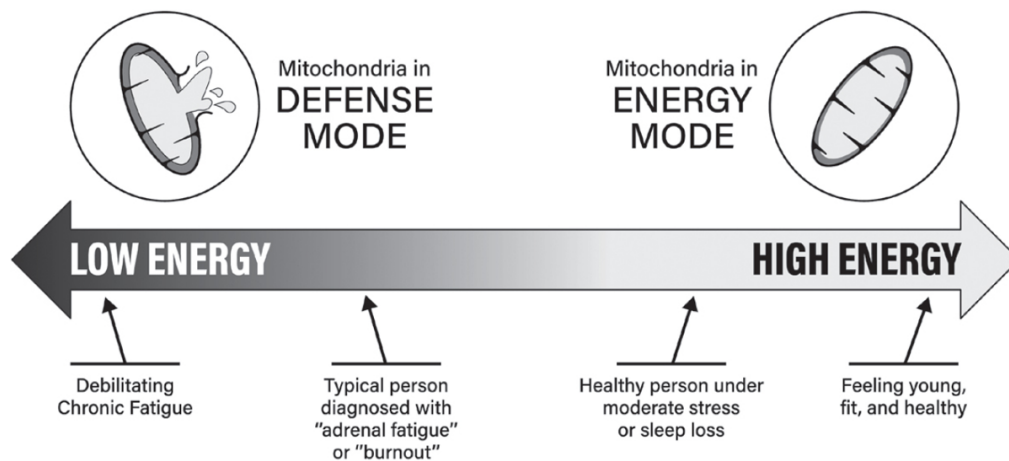 Mitochondria in
DEFENSE
MODE
Mitochondria in
ENERGY
MODE
LOW ENERGY
HIGH ENERGY
Debilitating
Chronic Fatigue
Typical person
diagnosed with
"adrenal fatigue"
or "burnout"
Healthy person under
moderate stress
or sleep loss
Feeling young,
fit, and healthy